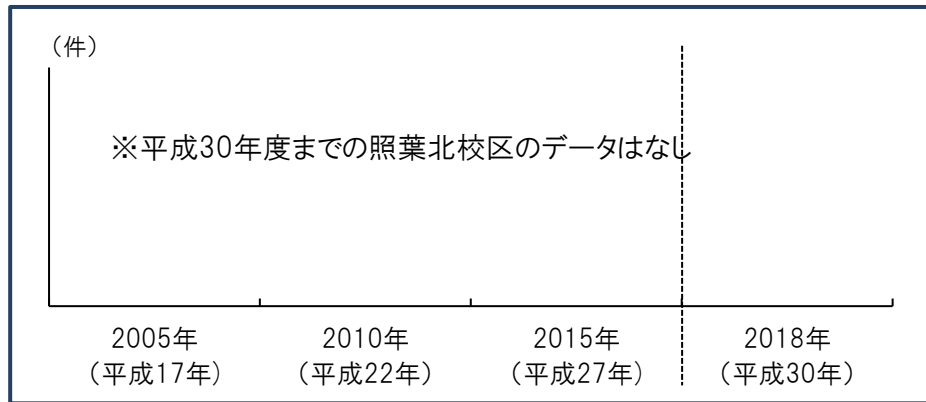 （件）
※平成30年度までの照葉北校区のデータはなし
2005年
（平成17年）
2010年
（平成22年）
2015年
（平成27年）
2018年
（平成30年）